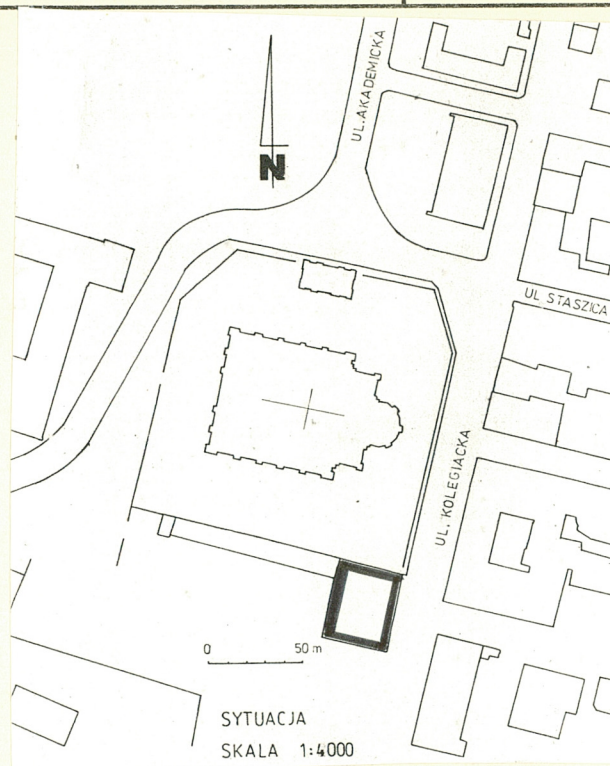 UL. AKADEMICKA
N
UL STASZICA
UL. KOLEGIACKA
0 50 m
SYTUACJA
SKALA 1:4000